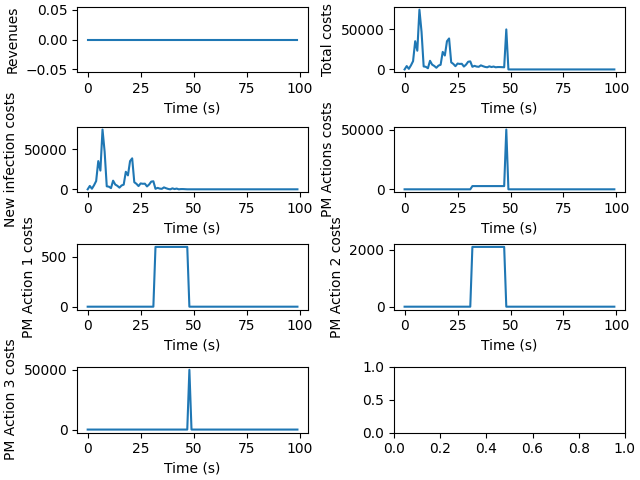 Revenues
0.05
0.00
−0.05
0 25 50 75 100
Time (s)
Total costs
50000
0
0 25 50 75 100
Time (s)
New infection costs
50000
0
0 25 50 75 100
Time (s)
PM Actions costs
50000
0
0 25 50 75 100
Time (s)
PM Action 1 costs
500
0
0 25 50 75 100
Time (s)
PM Action 2 costs
2000
0
0 25 50 75 100
Time (s)
PM Action 3 costs
50000
0
0 25 50 75 100
Time (s)
1.0
0.5
0.0
0.0 0.2 0.4 0.6 0.8 1.0